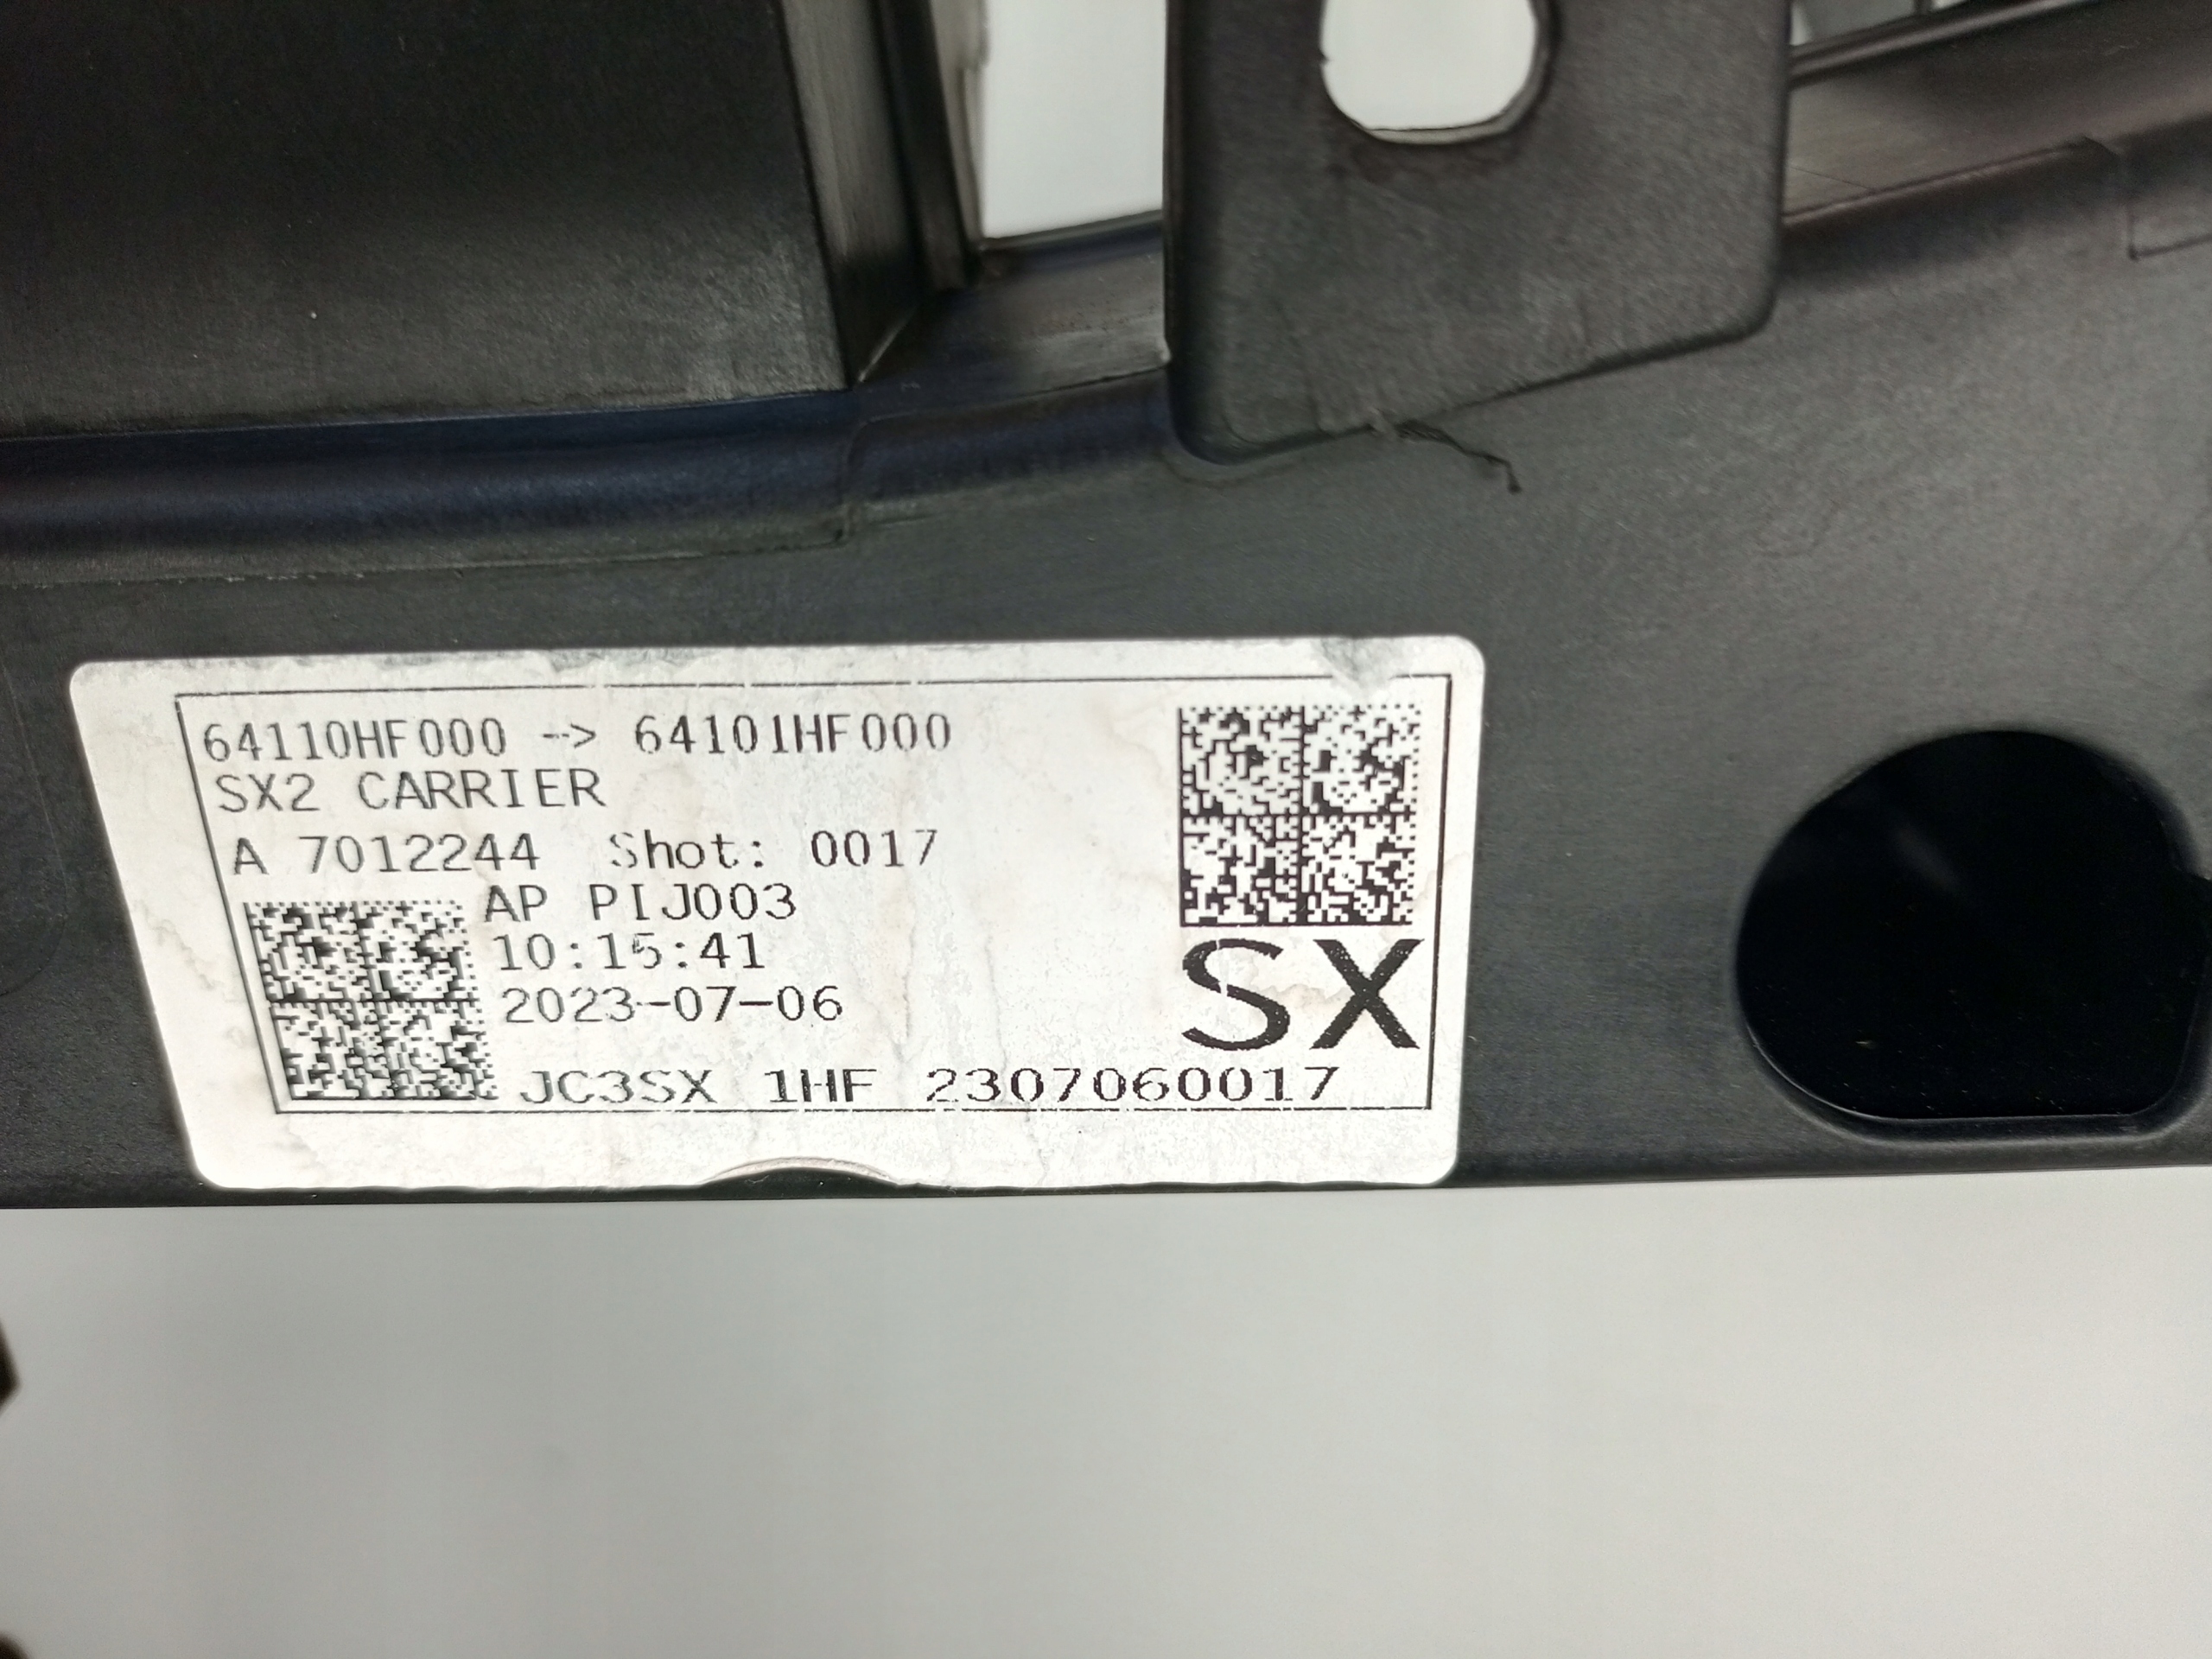 64110HF000 --> 64101HF000
SX2 CARRIER
A 7012244 Shot: 0017
AP PIJ003
10:15:41
2023-07-06
SX
JC3SX 1HF 2307060017